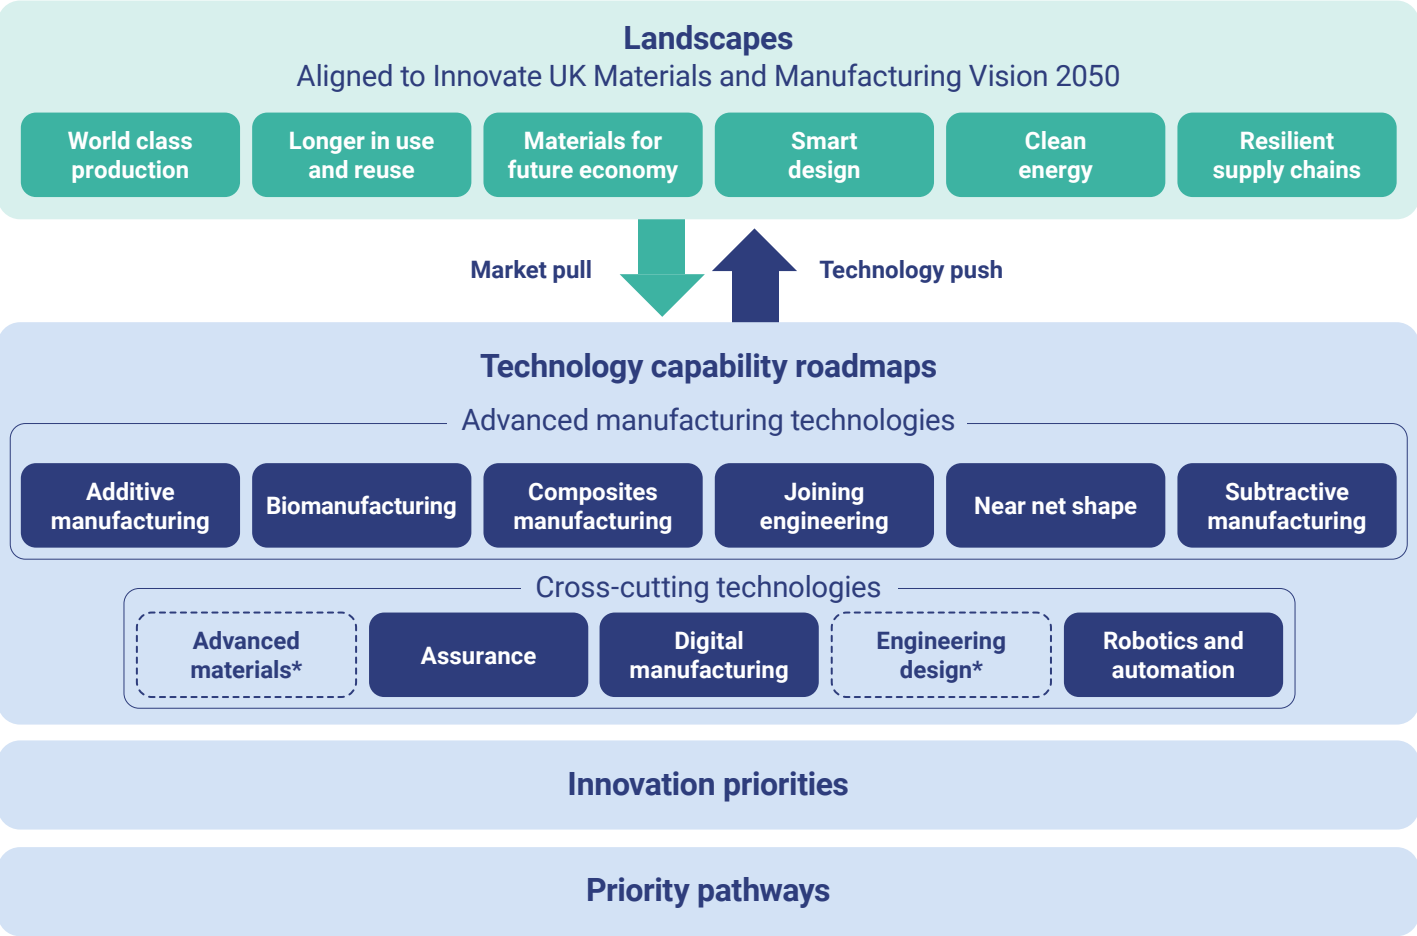 Landscapes
Aligned to Innovate UK Materials and Manufacturing Vision 2050
World class
production
Longer in use
and reuse
Materials for
future economy
Smart
design
Clean
energy
Resilient
supply chains
Market pull
Technology push
Technology capability roadmaps
Advanced manufacturing technologies
Additive
manufacturing
Biomanufacturing
Composites
manufacturing
Joining
engineering
Near net shape
Subtractive
manufacturing
Cross-cutting technologies
Advanced
materials*
Assurance
Digital
manufacturing
Engineering
design*
Robotics and
automation
Innovation priorities
Priority pathways